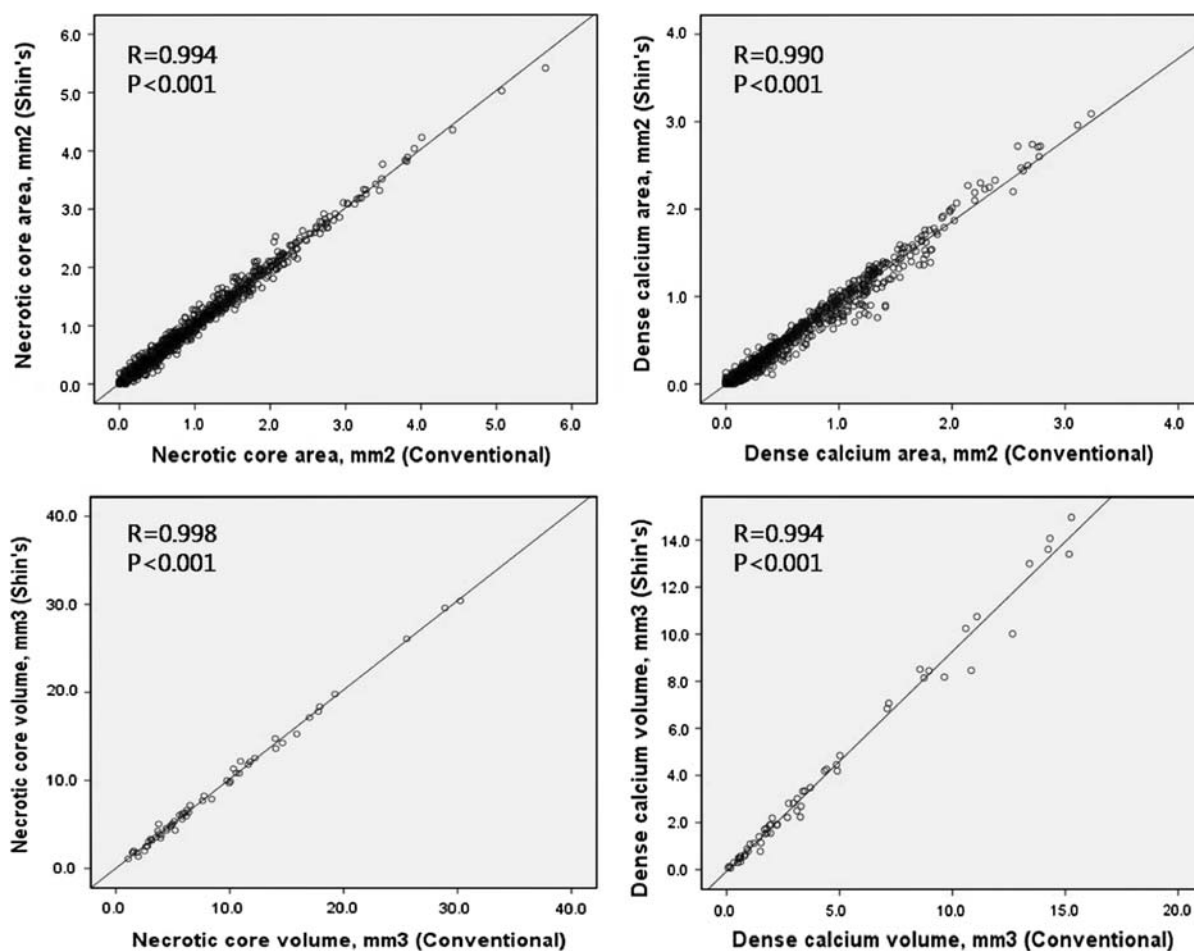 R=0.994
P<0.001
Necrotic core area, mm2 (Shin's)
6.0
5.0
4.0
3.0
2.0
1.0
0.0
0.0 1.0 2.0 3.0 4.0 5.0 6.0
Necrotic core area, mm2 (Conventional)
R=0.990
P<0.001
Dense calcium area, mm2 (Shin's)
4.0
3.0
2.0
1.0
0.0
0.0 1.0 2.0 3.0 4.0
Dense calcium area, mm2 (Conventional)
R=0.998
P<0.001
Necrotic core volume, mm3 (Shin's)
40.0
30.0
20.0
10.0
0.0
0.0 10.0 20.0 30.0 40.0
Necrotic core volume, mm3 (Conventional)
R=0.994
P<0.001
Dense calcium volume, mm3 (Shin's)
14.0
12.0
10.0
8.0
6.0
4.0
2.0
0.0
0.0 5.0 10.0 15.0 20.0
Dense calcium volume, mm3 (Conventional)